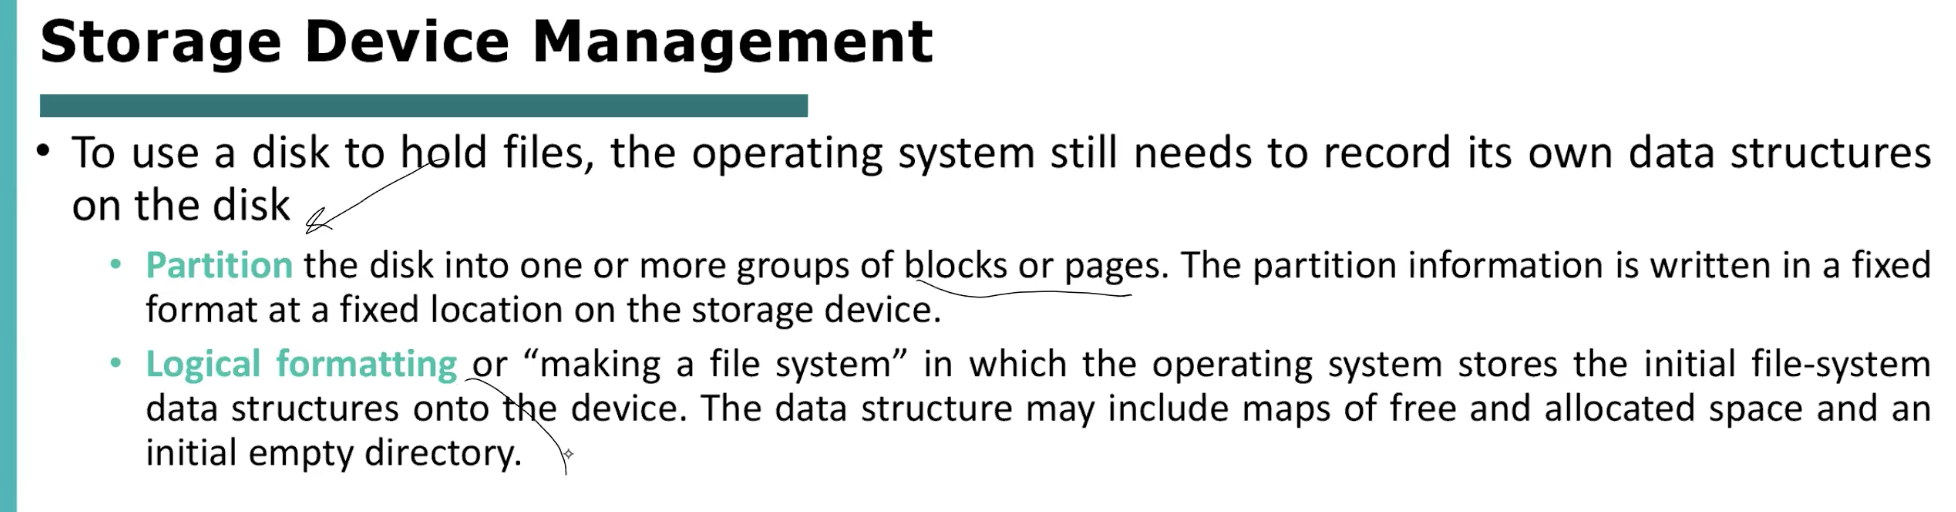 Storage Device Management
• To use a disk to hold files, the operating system still needs to record its own data structures
on the disk
• Partition the disk into one or more groups of blocks or pages. The partition information is written in a fixed
format at a fixed location on the storage device.
• Logical formatting or “making a file system” in which the operating system stores the initial file-system
data structures onto the device. The data structure may include maps of free and allocated space and an
initial empty directory.